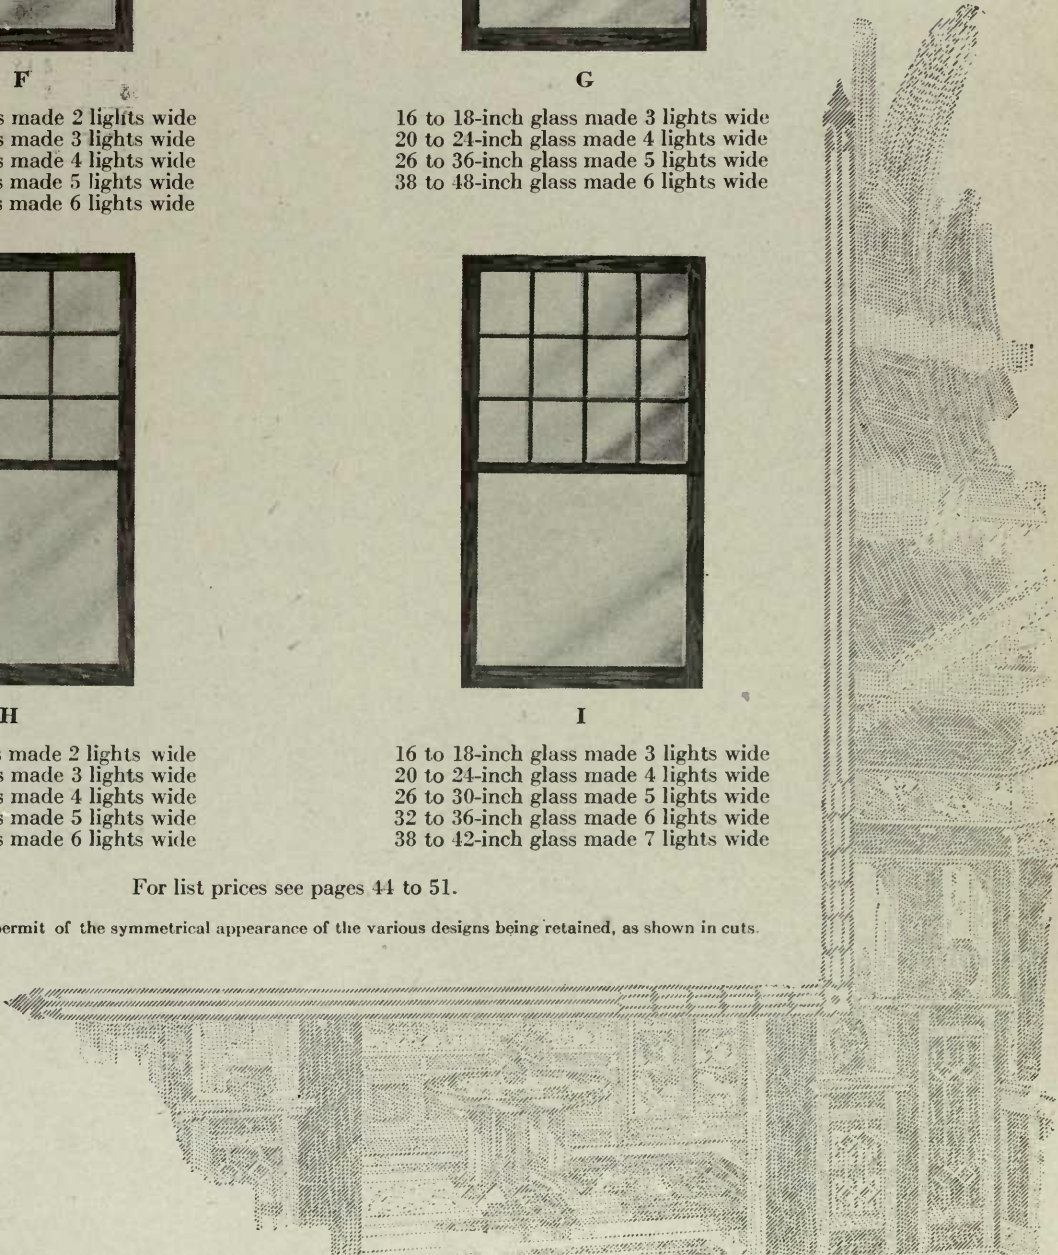 F
s made 2 lights wide
s made 3 lights wide
s made 4 lights wide
s made 5 lights wide
s made 6 lights wide
G
16 to 18-inch glass made 3 lights wide
20 to 24-inch glass made 4 lights wide
26 to 36-inch glass made 5 lights wide
38 to 48-inch glass made 6 lights wide
H
s made 2 lights wide
s made 3 lights wide
s made 4 lights wide
s made 5 lights wide
s made 6 lights wide
I
16 to 18-inch glass made 3 lights wide
20 to 24-inch glass made 4 lights wide
26 to 30-inch glass made 5 lights wide
32 to 36-inch glass made 6 lights wide
38 to 42-inch glass made 7 lights wide
For list prices see pages 44 to 51.
permit of the symmetrical appearance of the various designs being retained, as shown in cuts.